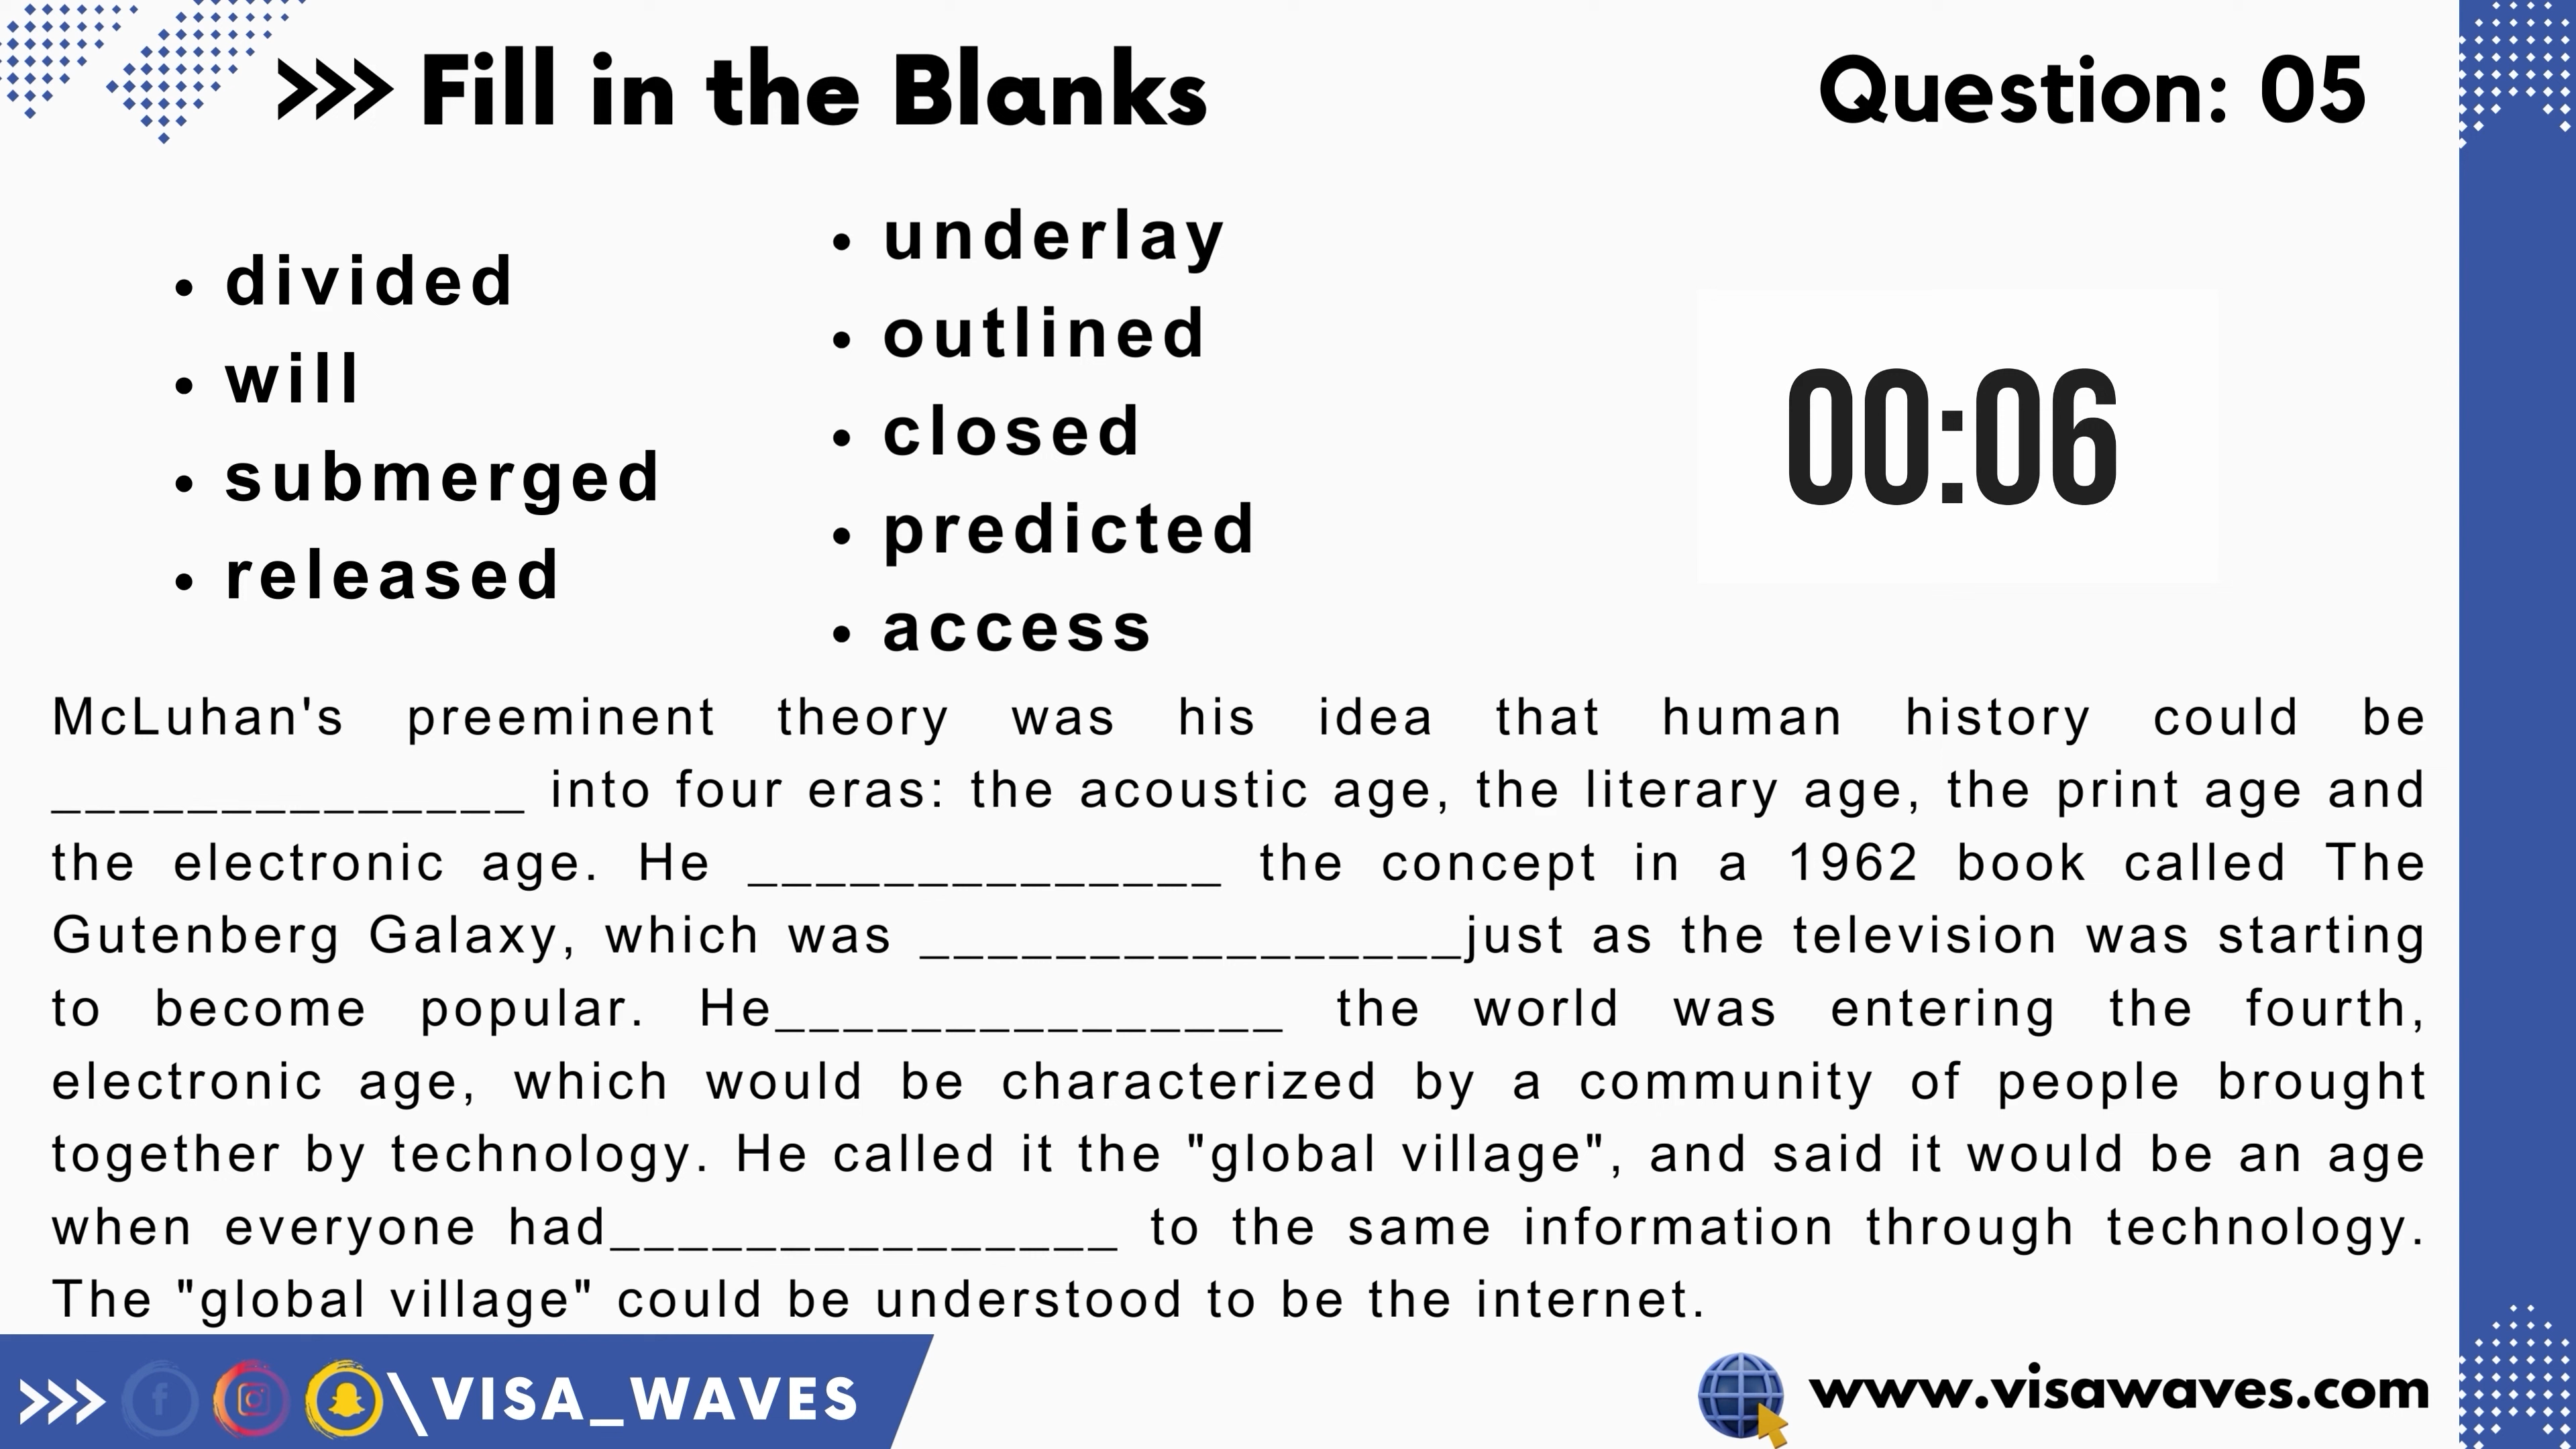 >>> Fill in the Blanks
Question: 05
• divided
• will
• submerged
• released
• underlay
• outlined
• closed
• predicted
• access
00:06
McLuhan's preeminent theory was his idea that human history could be
______________ into four eras: the acoustic age, the literary age, the print age and
the electronic age. He ______________ the concept in a 1962 book called The
Gutenberg Galaxy, which was ________________just as the television was starting
to become popular. He_______________ the world was entering the fourth,
electronic age, which would be characterized by a community of people brought
together by technology. He called it the "global village", and said it would be an age
when everyone had_______________ to the same information through technology.
The "global village" could be understood to be the internet.
>>> \VISA_WAVES
www.visawaves.com